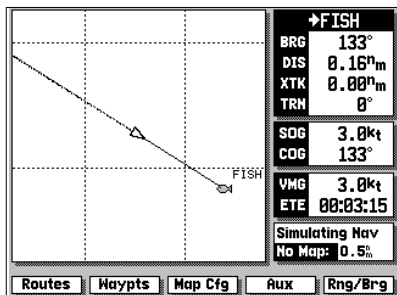 ➔FISH
BRG 133°
DIS 0.16nm
XTK 0.00nm
TRN 0°
SOG 3.0kt
COG 133°
VMG 3.0kt
ETE 00:03:15
Simulating Nav
No Map: 0.5nm
FISH
Routes Waypts Map Cfg Aux Rng/Brg